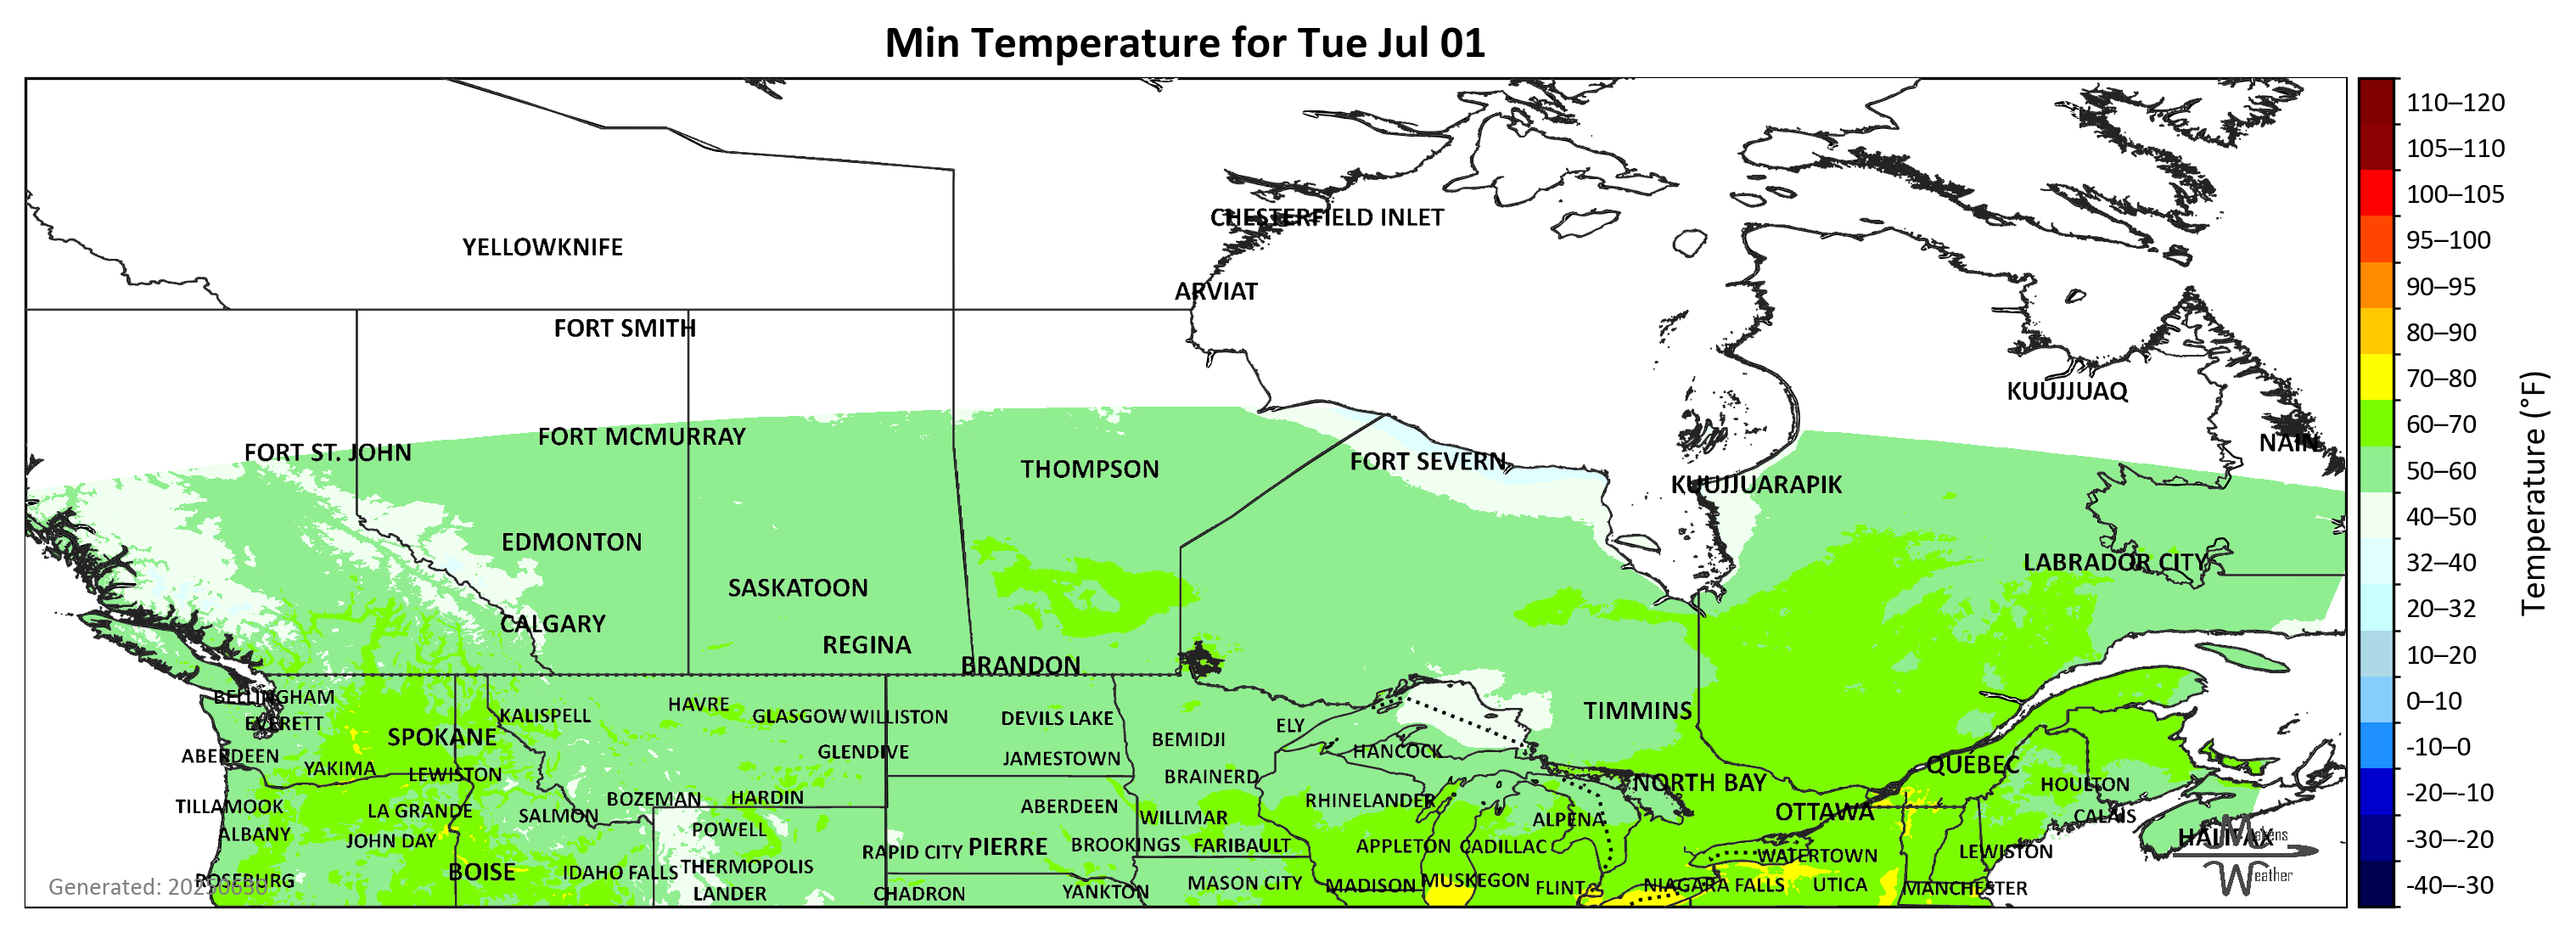 Min Temperature for Tue Jul 01
CHESTERFIELD INLET
YELLOWKNIFE
ARVIAT
FORT SMITH
KUUJJUAQ
FORT MCMURRAY
NAIN
FORT ST. JOHN
FORT SEVERN
THOMPSON
KUUJJUARAPIK
EDMONTON
LABRADOR CITY
SASKATOON
CALGARY
REGINA
BRANDON
BELLINGHAM
HAVRE
TIMMINS
KALISPELL
GLASGOW
WILLISTON
DEVILS LAKE
EVERETT
ELY
SPOKANE
BEMIDJI
GLENDIVE
HANCOCK
ABERDEEN
JAMESTOWN
QUÉBEC
YAKIMA
LEWISTON
BRAINERD
NORTH BAY
HOULTON
BOZEMAN
HARDIN
RHINELANDER
TILLAMOOK
LA GRANDE
ABERDEEN
OTTAWA
SALMON
WILLMAR
CALAIS
ALPENA
POWELL
ALBANY
HALIFAX
Makens
Weather
JOHN DAY
PIERRE
BROOKINGS
FARIBAULT
APPLETON
CADILLAC
RAPID CITY
LEWISTON
WATERTOWN
THERMOPOLIS
BOISE
IDAHO FALLS
ROSEBURG
MUSKEGON
MASON CITY
MADISON
NIAGARA FALLS
UTICA
Generated: 20250630
FLINT
MANCHESTER
LANDER
CHADRON
YANKTON
110–120
105–110
100–105
95–100
90–95
80–90
70–80
60–70
50–60
40–50
32–40
20–32
10–20
0–10
-10–0
-20–-10
-30–-20
-40–-30
Temperature (°F)